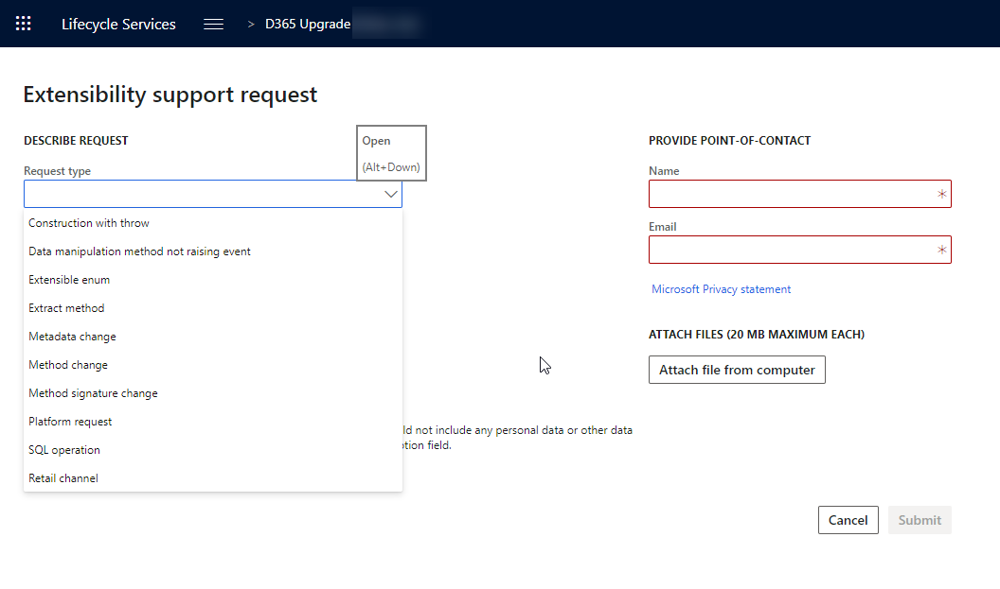 Lifecycle Services > D365 Upgrade
Extensibility support request
DESCRIBE REQUEST
Open
(Alt+Down)
Request type
Construction with throw
Data manipulation method not raising event
Extensible enum
Extract method
Metadata change
Method change
Method signature change
Platform request
SQL operation
Retail channel
not include any personal data or other data
field.
PROVIDE POINT-OF-CONTACT
Name
*
Email
*
Microsoft Privacy statement
ATTACH FILES (20 MB MAXIMUM EACH)
Attach file from computer
Cancel
Submit